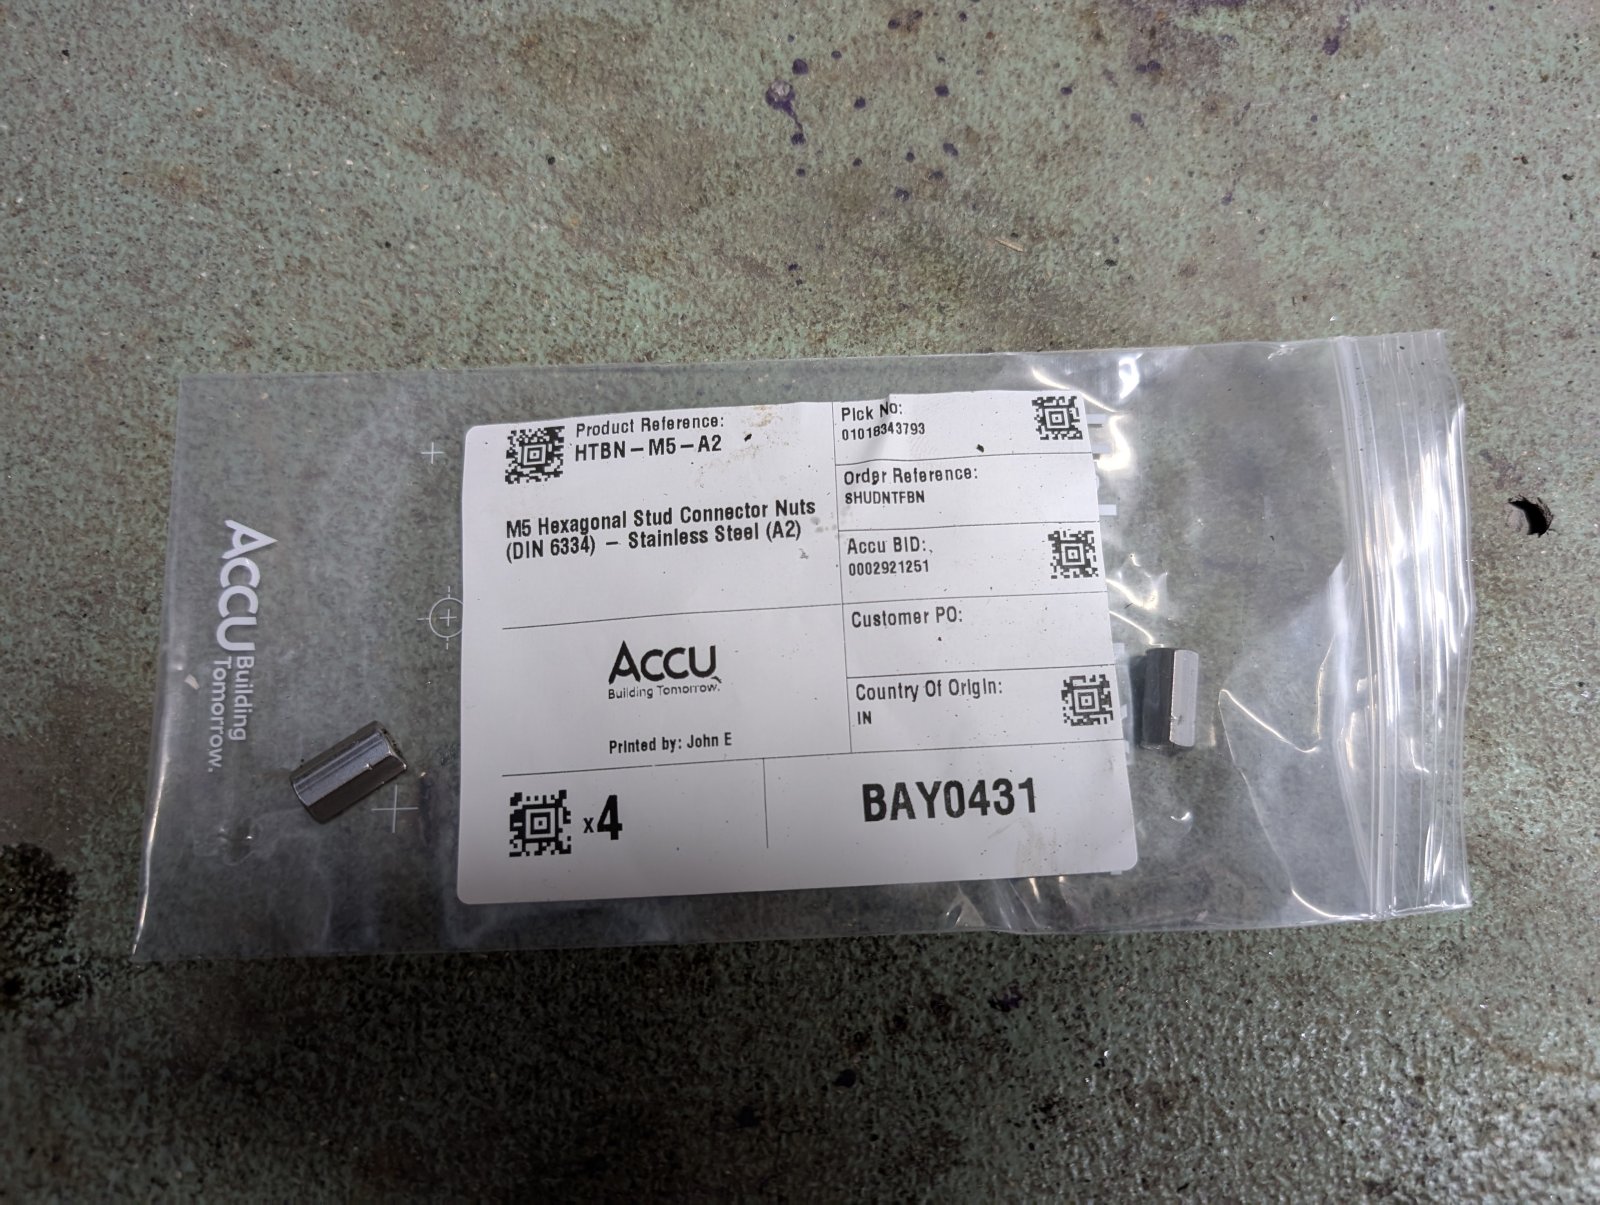 Product Reference:
HTBN-M5-A2
M5 Hexagonal Stud Connector Nuts
(DIN 6334) - Stainless Steel (A2)
ACCU
Building Tomorrow.
Printed by: John E
x4
Pick No:
01018343793
Order Reference:
SHUDNTFBN
Accu BID:
0002921251
Customer PO:
Country Of Origin:
IN
BAY0431
ACCU
Building
Tomorrow.